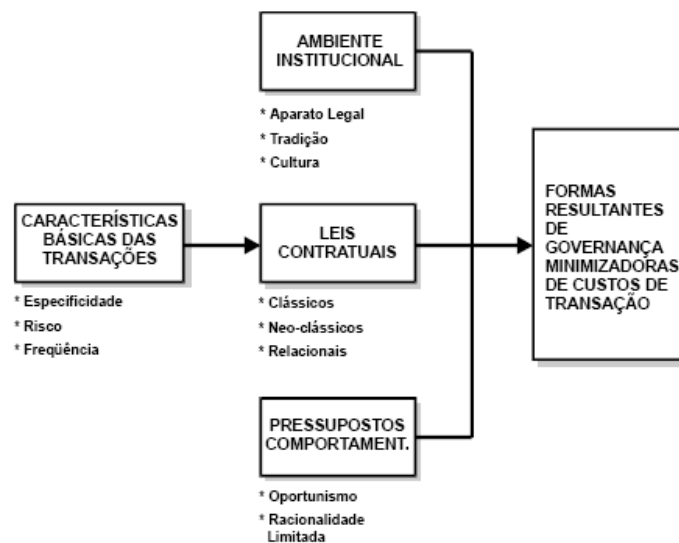 AMBIENTE
INSTITUCIONAL
* Aparato Legal
* Tradição
* Cultura
CARACTERÍSTICAS
BÁSICAS DAS
TRANSAÇÕES
* Especificidade
* Risco
* Freqüência
LEIS
CONTRATUAIS
* Clássicos
* Neo-clássicos
* Relacionais
PRESSUPOSTOS
COMPORTAMENT.
* Oportunismo
* Racionalidade
Limitada
FORMAS
RESULTANTES
DE
GOVERNANÇA
MINIMIZADORAS
DE CUSTOS DE
TRANSAÇÃO